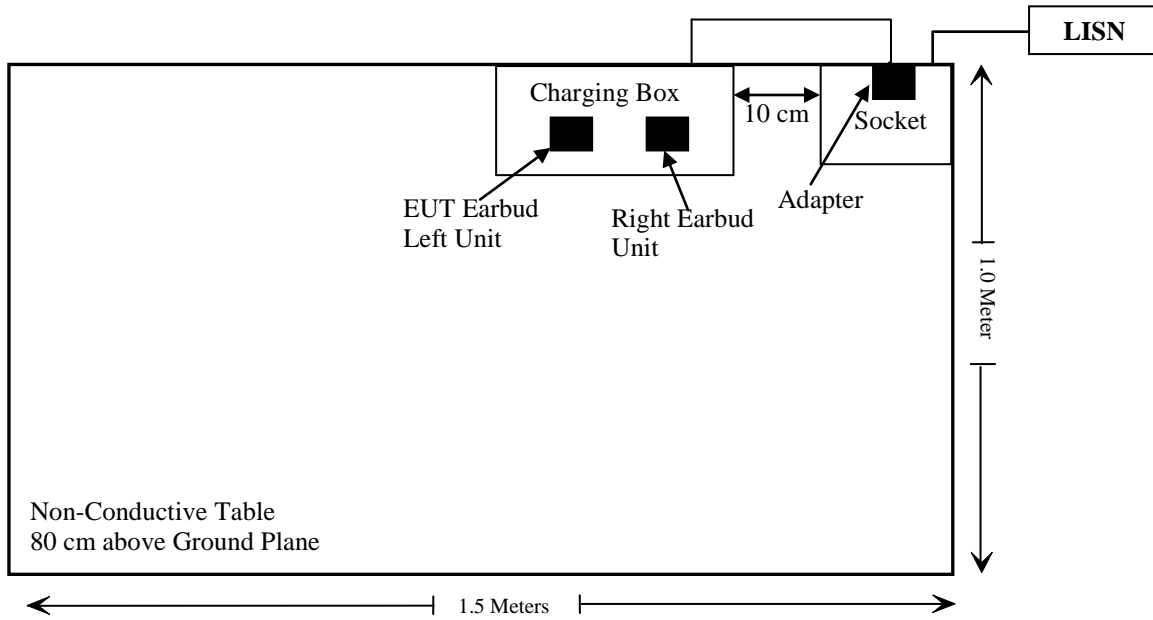 LISN
Charging Box
10 cm
Socket
EUT Earbud
Left Unit
Right Earbud
Unit
Adapter
1.0 Meter
Non-Conductive Table
80 cm above Ground Plane
1.5 Meters